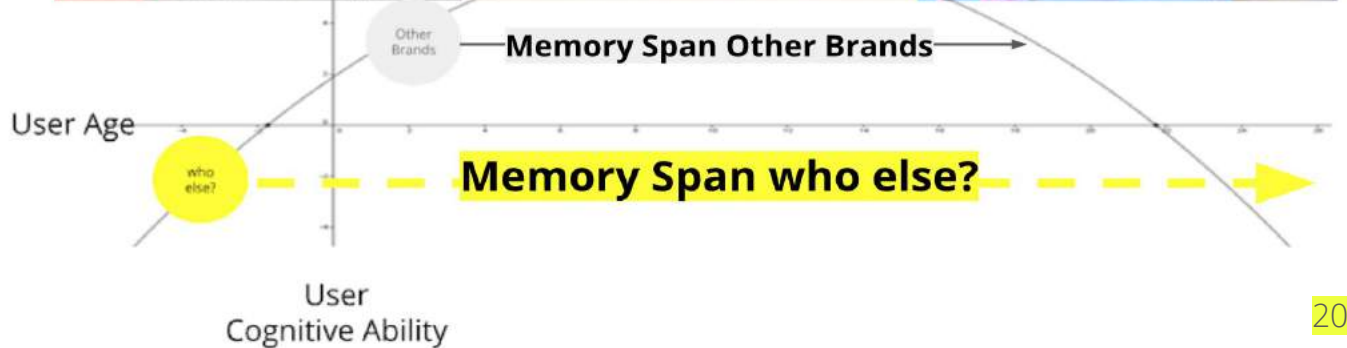 Other
Brands
Memory Span Other Brands
User Age
who
else?
Memory Span who else?
User
Cognitive Ability
20